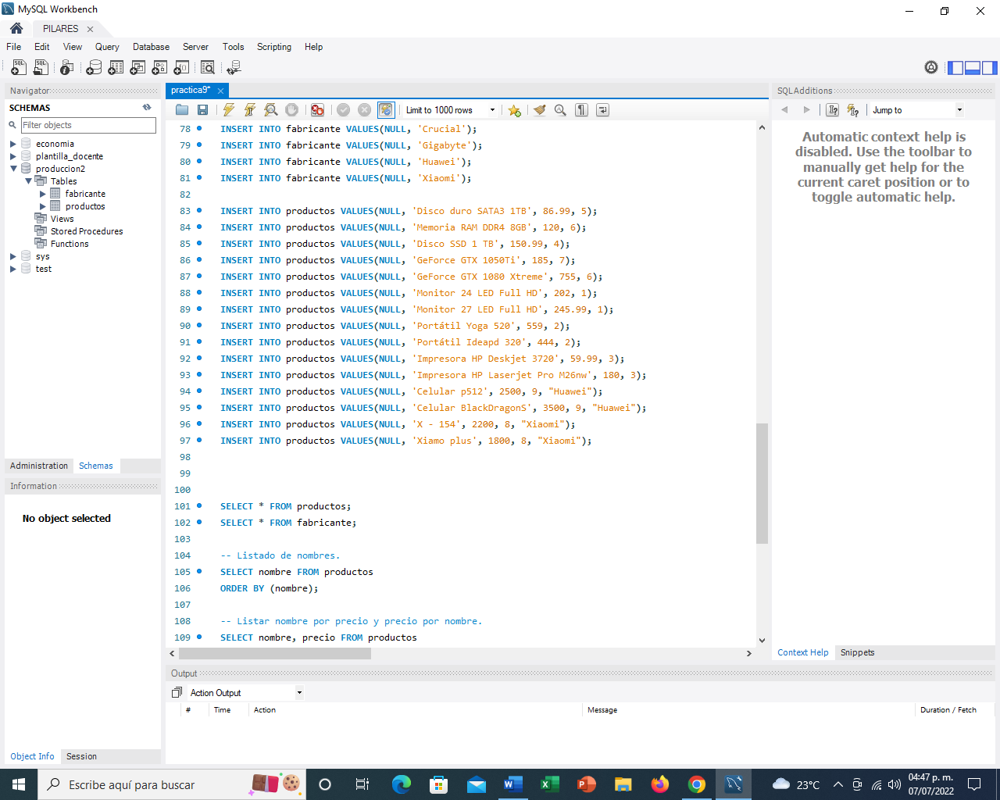 MySQL Workbench
PILARES
File Edit View Query Database Server Tools Scripting Help
Navigator
SCHEMAS
Filter objects
economia
plantilla_docente
produccion2
Tables
fabricante
productos
Views
Stored Procedures
Functions
sys
test
Administration Schemas
Information
No object selected
Object Info Session
practica9*
Limit to 1000 rows
78 INSERT INTO fabricante VALUES(NULL, 'Crucial');
79 INSERT INTO fabricante VALUES(NULL, 'Gigabyte');
80 INSERT INTO fabricante VALUES(NULL, 'Huawei');
81 INSERT INTO fabricante VALUES(NULL, 'Xiaomi');
82
83 INSERT INTO productos VALUES(NULL, 'Disco duro SATA3 1TB', 86.99, 5);
84 INSERT INTO productos VALUES(NULL, 'Memoria RAM DDR4 8GB', 120, 6);
85 INSERT INTO productos VALUES(NULL, 'Disco SSD 1 TB', 150.99, 4);
86 INSERT INTO productos VALUES(NULL, 'GeForce GTX 1050Ti', 185, 7);
87 INSERT INTO productos VALUES(NULL, 'GeForce GTX 1080 Xtreme', 755, 6);
88 INSERT INTO productos VALUES(NULL, 'Monitor 24 LED Full HD', 202, 1);
89 INSERT INTO productos VALUES(NULL, 'Monitor 27 LED Full HD', 245.99, 1);
90 INSERT INTO productos VALUES(NULL, 'Portátil Yoga 520', 559, 2);
91 INSERT INTO productos VALUES(NULL, 'Portátil Ideapd 320', 444, 2);
92 INSERT INTO productos VALUES(NULL, 'Impresora HP Deskjet 3720', 59.99, 3);
93 INSERT INTO productos VALUES(NULL, 'Impresora HP Laserjet Pro M26nw', 180, 3);
94 INSERT INTO productos VALUES(NULL, 'Celular p512', 2500, 9, "Huawei");
95 INSERT INTO productos VALUES(NULL, 'Celular BlackDragonS', 3500, 9, "Huawei");
96 INSERT INTO productos VALUES(NULL, 'X - 154', 2200, 8, "Xiaomi");
97 INSERT INTO productos VALUES(NULL, 'Xiamo plus', 1800, 8, "Xiaomi");
98
99
100
101 SELECT * FROM productos;
102 SELECT * FROM fabricante;
103
104 -- Listado de nombres.
105 SELECT nombre FROM productos
106 ORDER BY (nombre);
107
108 -- Listar nombre por precio y precio por nombre.
109 SELECT nombre, precio FROM productos
SQLAdditions
Jump to
Automatic context help is
disabled. Use the toolbar to
manually get help for the
current caret position or to
toggle automatic help.
Context Help Snippets
Output
Action Output
# Time Action Message Duration / Fetch
Escribe aquí para buscar
23°C
04:47 p. m.
07/07/2022